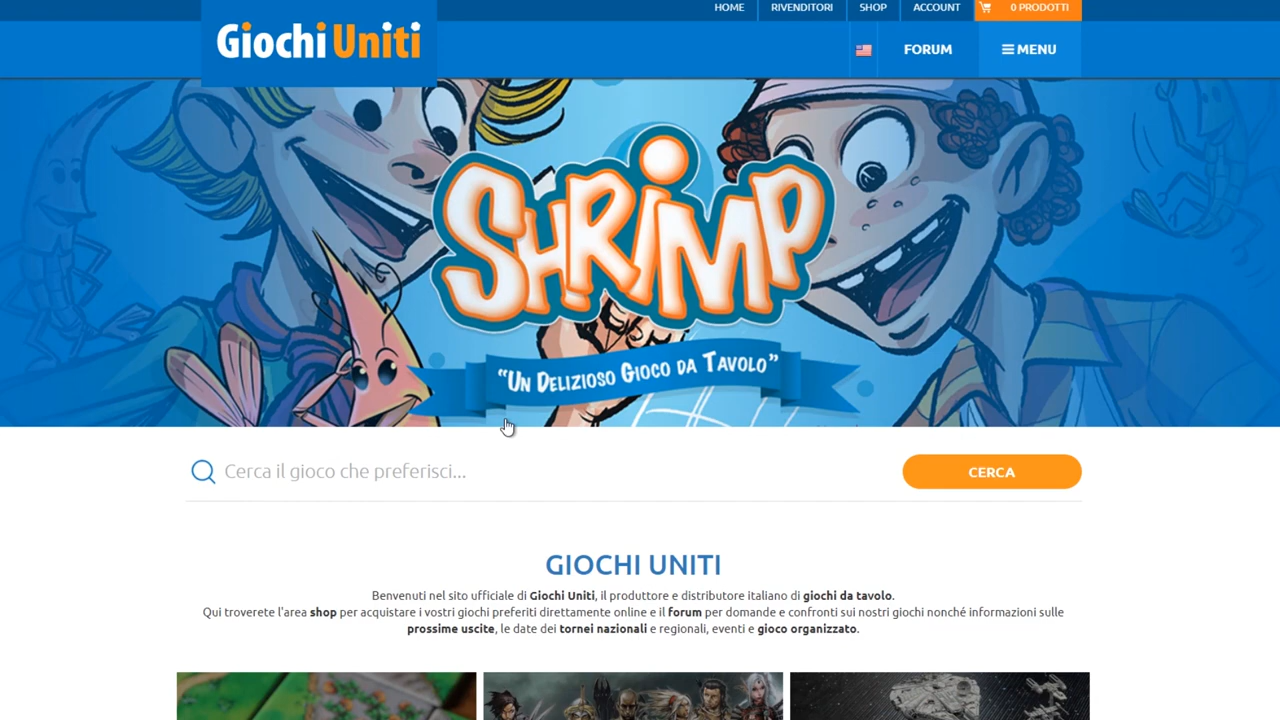 HOME
RIVENDITORI
SHOP
ACCOUNT
0 PRODOTTI
Giochi Uniti
FORUM
MENU
SHRIMP
"UN DELIZIOSO GIOCO DA TAVOLO"
Cerca il gioco che preferisci...
CERCA
GIOCHI UNITI
Benvenuti nel sito ufficiale di Giochi Uniti, il produttore e distributore italiano di giochi da tavolo.
Qui troverete l'area shop per acquistare i vostri giochi preferiti direttamente online e il forum per domande e confronti sui nostri giochi nonché informazioni sulle
prossime uscite, le date dei tornei nazionali e regionali, eventi e gioco organizzato.